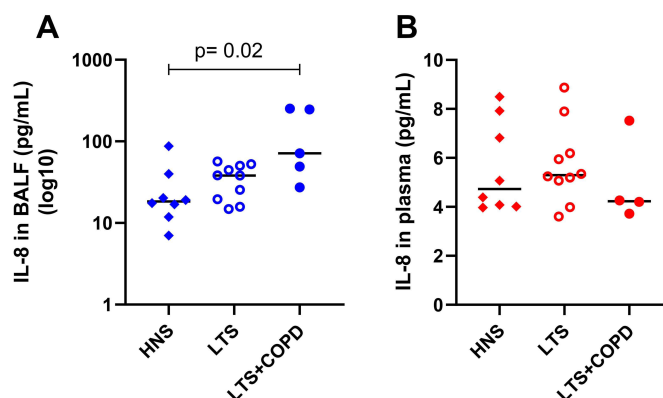 A
p= 0.02
IL-8 in BALF (pg/mL)
(log10)
1000
100
10
1
HNS
LTS
LTS+COPD
B
IL-8 in plasma (pg/mL)
10
8
6
4
2
0
HNS
LTS
LTS+COPD